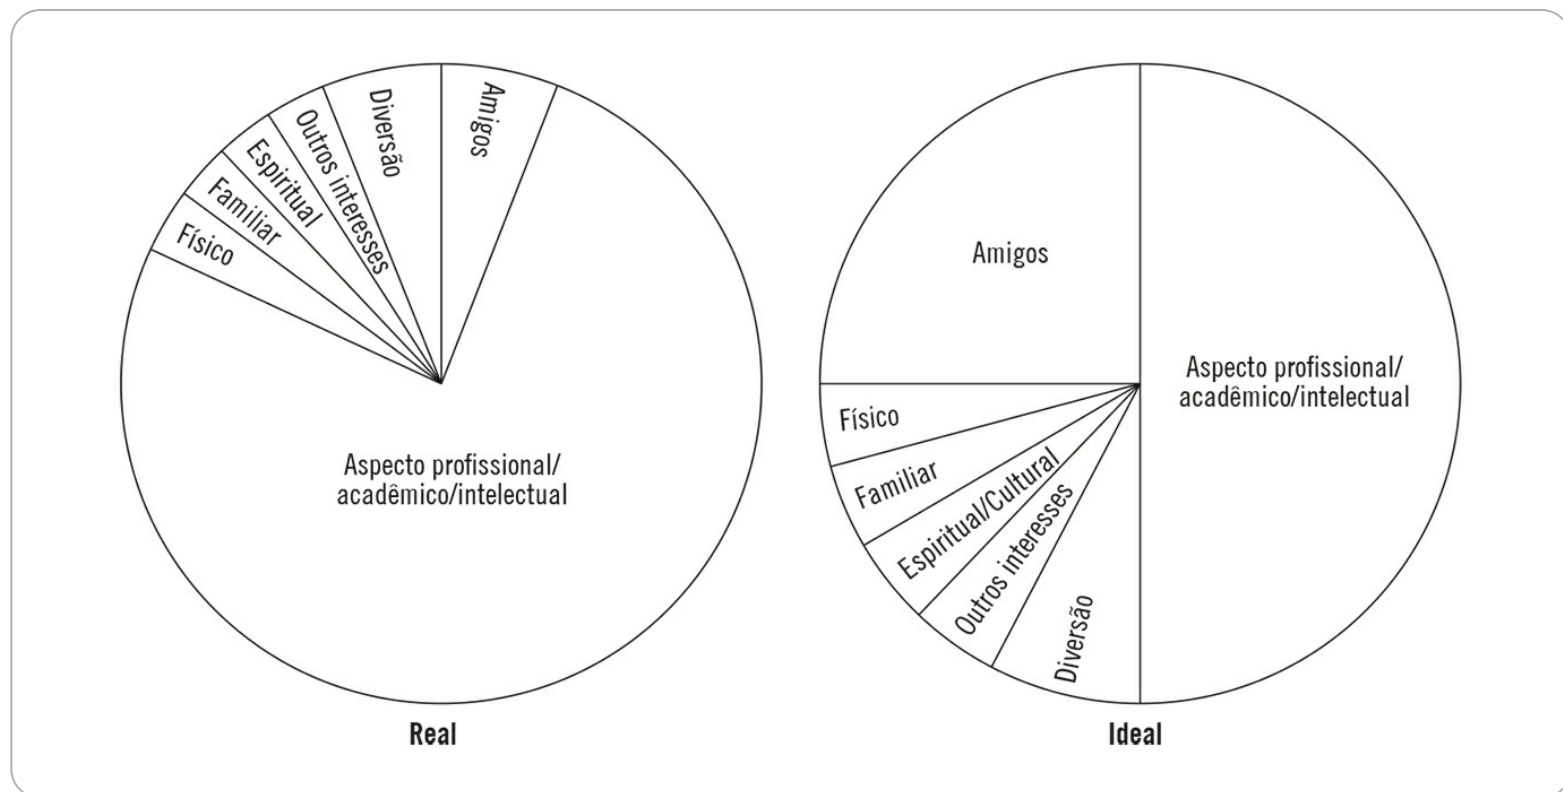 Físico
Familiar
Espiritual
Outros interesses
Diversão
Amigos
Aspecto profissional/
acadêmico/intelectual
Real
Amigos
Aspecto profissional/
acadêmico/intelectual
Físico
Familiar
Espiritual/Cultural
Outros interesses
Diversão
Ideal